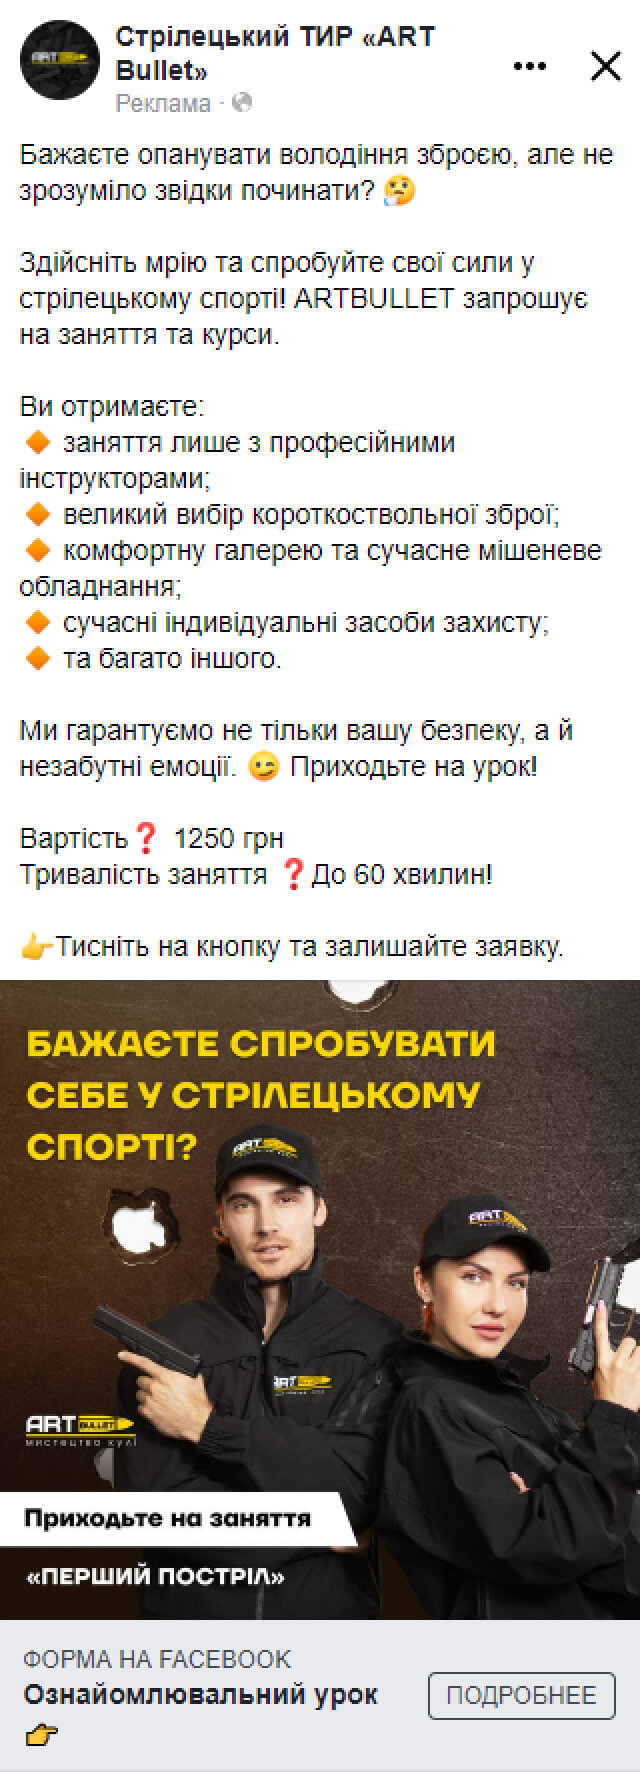 Стрілецький ТИР «ART
Bullet»
Реклама ·
Бажаєте опанувати володіння зброєю, але не
зрозуміло звідки починати? 🤔
Здійсніть мрію та спробуйте свої сили у
стрілецькому спорті! ARTBULLET запрошує
на заняття та курси.
Ви отримаєте:
🔸 заняття лише з професійними
інструкторами;
🔸 великий вибір короткоствольної зброї;
🔸 комфортну галерею та сучасне мішеневе
обладнання;
🔸 сучасні індивідуальні засоби захисту;
🔸 та багато іншого.
Ми гарантуємо не тільки вашу безпеку, а й
незабутні емоції. 😉 Приходьте на урок!
Вартість❓ 1250 грн
Тривалість заняття ❓До 60 хвилин!
👉Тисніть на кнопку та залишайте заявку.
БАЖАЄТЕ СПРОБУВАТИ
СЕБЕ У СТРІЛЕЦЬКОМУ
СПОРТІ?
ART
ART
ART
ART BULLET
мистецтво кулі
Приходьте на заняття
«ПЕРШИЙ ПОСТРІЛ»
ФОРМА НА FACEBOOK
Ознайомлювальний урок
👉
ПОДРОБНЕЕ